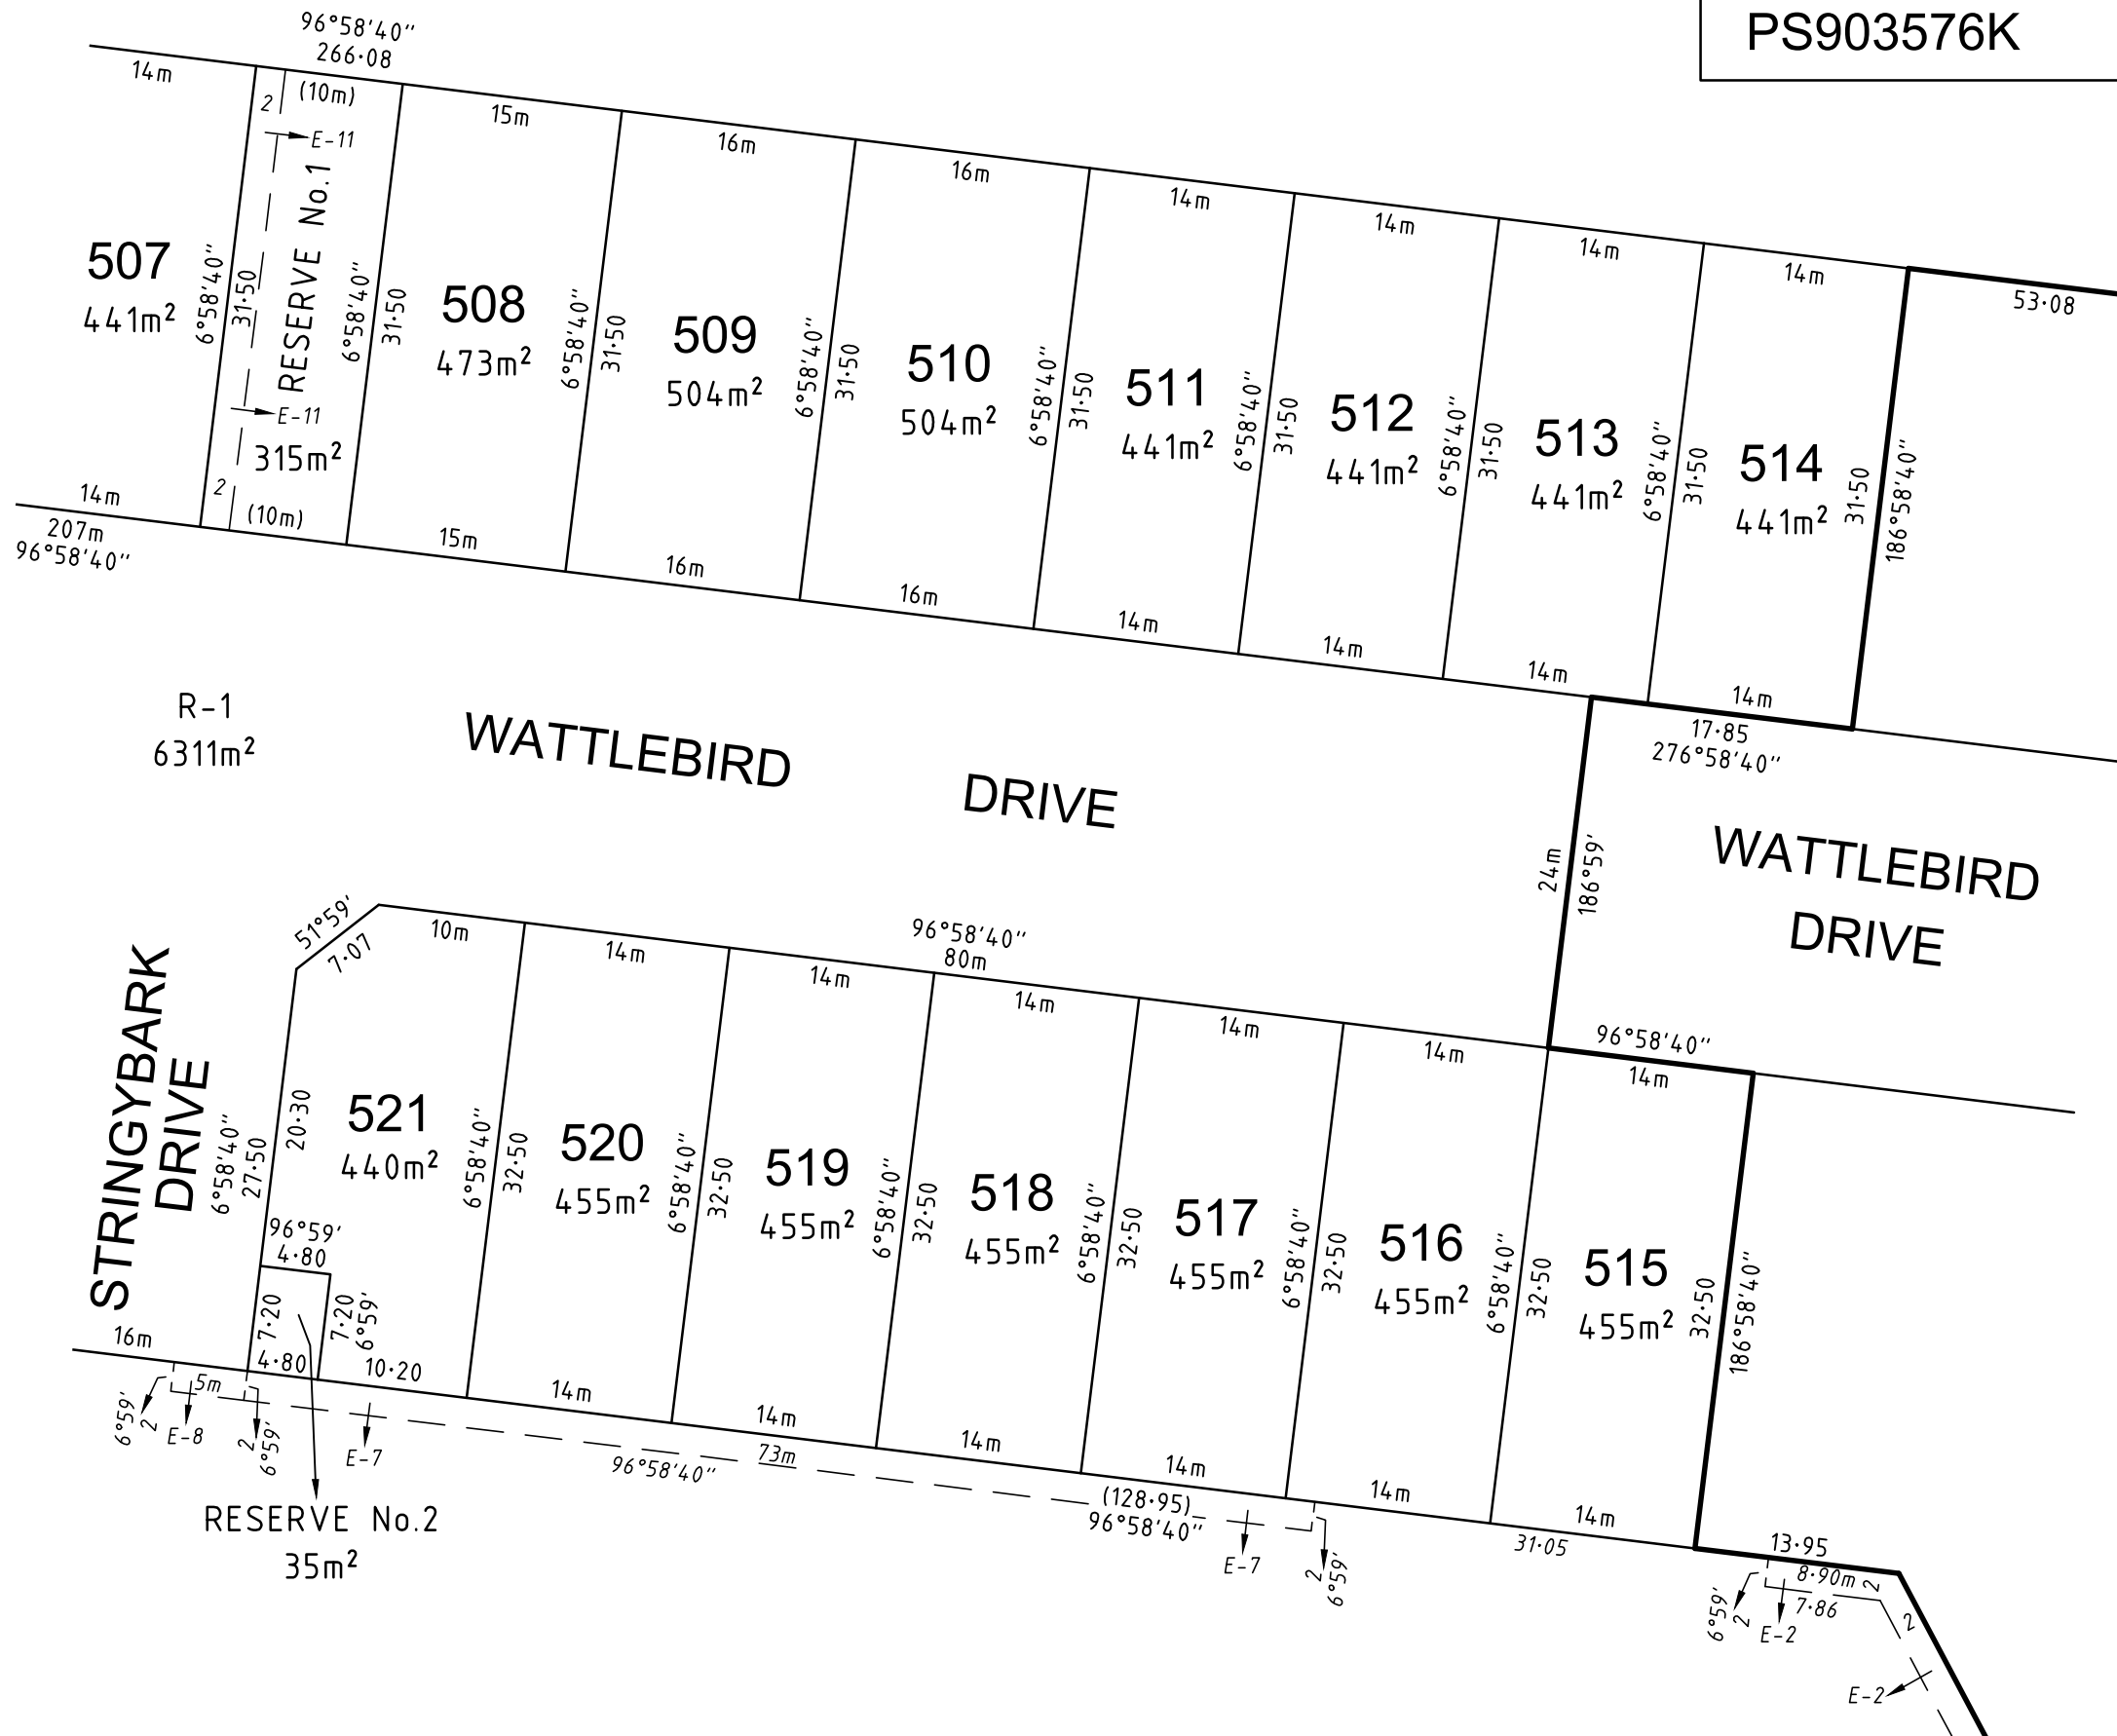 PS903576K
96°58'40"
266·08
14m
2
(10m)
E-11
RESERVE No.1
15m
16m
16m
14m
14m
14m
14m
53·08
507
441m²
6°58'40"
31·50
6°58'40"
31·50
508
473m²
6°58'40"
31·50
509
504m²
6°58'40"
31·50
510
504m²
6°58'40"
31·50
511
441m²
6°58'40"
31·50
512
441m²
6°58'40"
31·50
513
441m²
6°58'40"
31·50
514
441m²
31·50
186°58'40"
E-11
315m²
2
(10m)
14m
207m
96°58'40"
15m
16m
16m
14m
14m
14m
14m
17·85
276°58'40"
R-1
6311m²
WATTLEBIRD DRIVE
24m
186°59'
WATTLEBIRD
DRIVE
51°59'
7·07
10m
14m
14m
96°58'40"
80m
14m
14m
14m
96°58'40"
14m
STRINGYBARK
DRIVE
6°58'40"
27·50
20·30
521
440m²
6°58'40"
32·50
520
455m²
6°58'40"
32·50
519
455m²
6°58'40"
32·50
518
455m²
6°58'40"
32·50
517
455m²
6°58'40"
32·50
516
455m²
6°58'40"
32·50
515
455m²
32·50
186°58'40"
96°59'
4·80
7·20
7·20
6°59'
4·80
10·20
16m
5m
6°59'
2
E-8
2
6°59'
E-7
14m
14m
14m
14m
14m
14m
96°58'40"
73m
(128·95)
96°58'40"
E-7
2
6°59'
31·05
13·95
8·90m
2
7·86
2
6°59'
2
E-2
E-2
RESERVE No.2
35m²